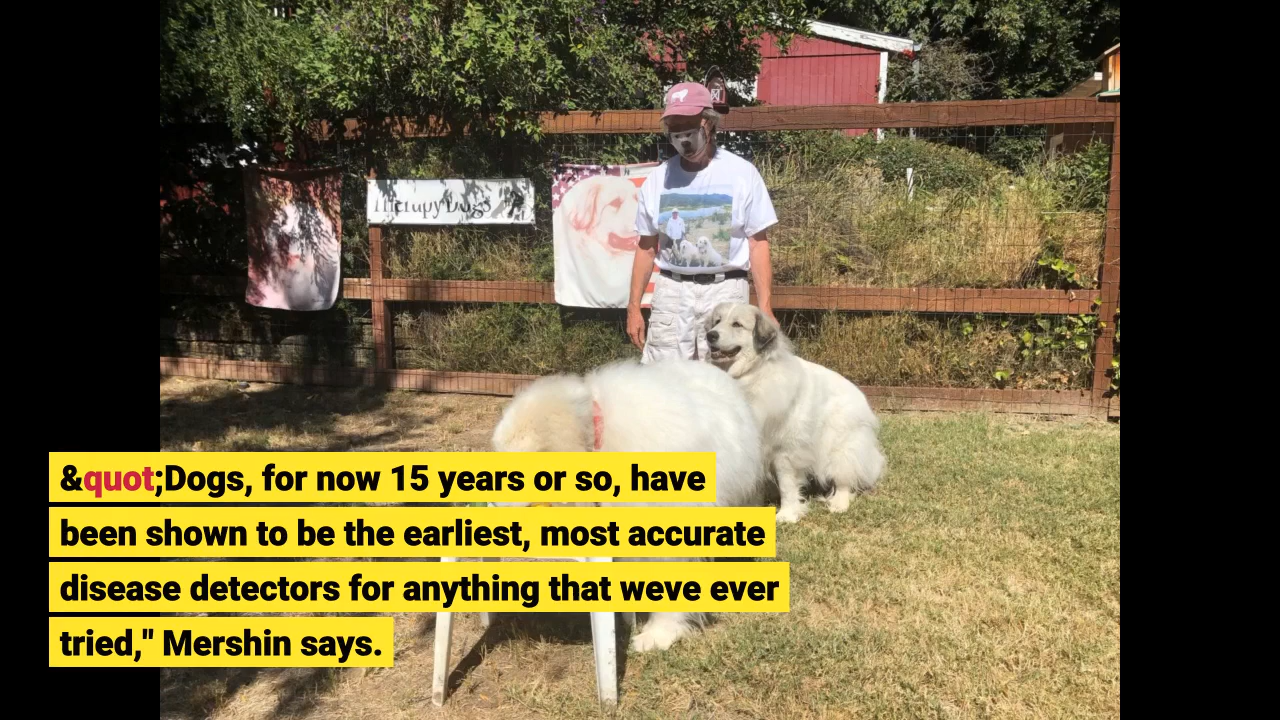 Therapy Dogs
&quot;Dogs, for now 15 years or so, have
been shown to be the earliest, most accurate
disease detectors for anything that weve ever
tried," Mershin says.